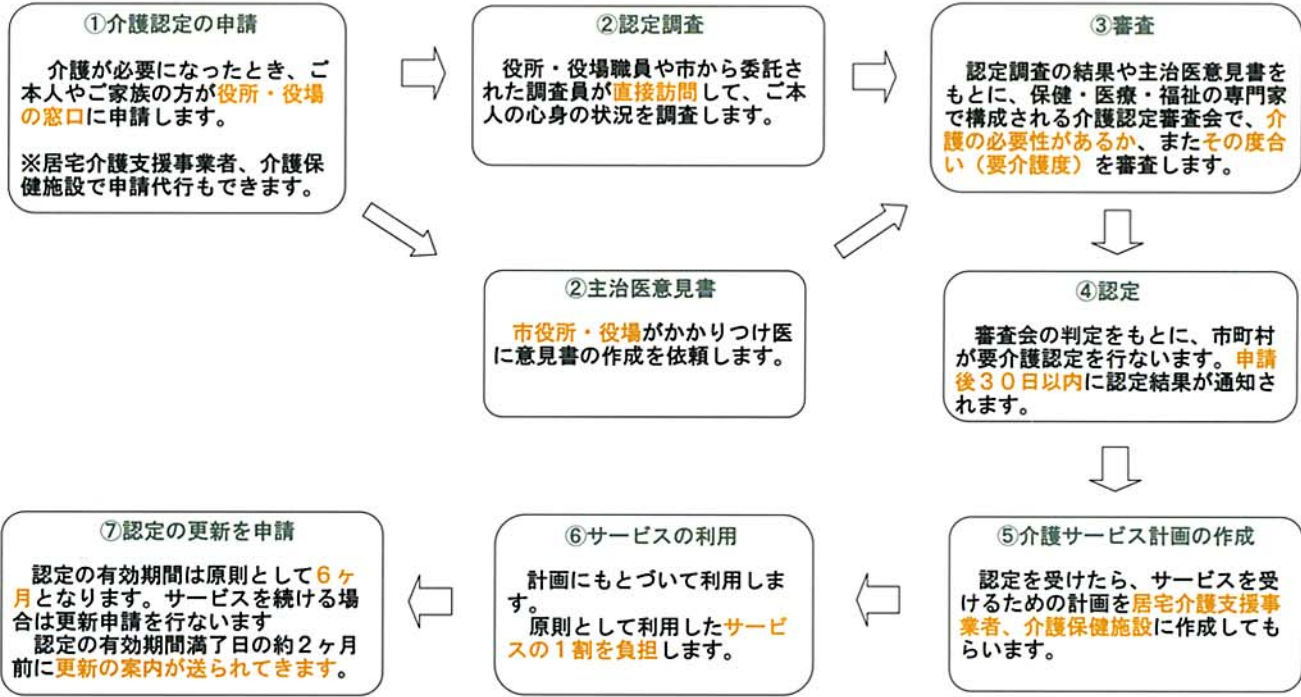 ①介護認定の申請
介護が必要になったとき、ご
本人やご家族の方が役所・役場
の窓口に申請します。
※居宅介護支援事業者、介護保
健施設で申請代行もできます。
②認定調査
役所・役場職員や市から委託さ
れた調査員が直接訪問して、ご本
人の心身の状況を調査します。
②主治医意見書
市役所・役場がかかりつけ医
に意見書の作成を依頼します。
③審査
認定調査の結果や主治医意見書を
もとに、保健・医療・福祉の専門家
で構成される介護認定審査会で、介
護の必要性があるか、またその度合
い（要介護度）を審査します。
④認定
審査会の判定をもとに、市町村
が要介護認定を行ないます。申請
後３０日以内に認定結果が通知さ
れます。
⑤介護サービス計画の作成
認定を受けたら、サービスを受
けるための計画を居宅介護支援事
業者、介護保健施設に作成しても
らいます。
⑥サービスの利用
計画にもとづいて利用しま
す。
原則として利用したサービ
スの１割を負担します。
⑦認定の更新を申請
認定の有効期間は原則として６ヶ
月となります。サービスを続ける場
合は更新申請を行ないます
認定の有効期間満了日の約２ヶ月
前に更新の案内が送られてきます。